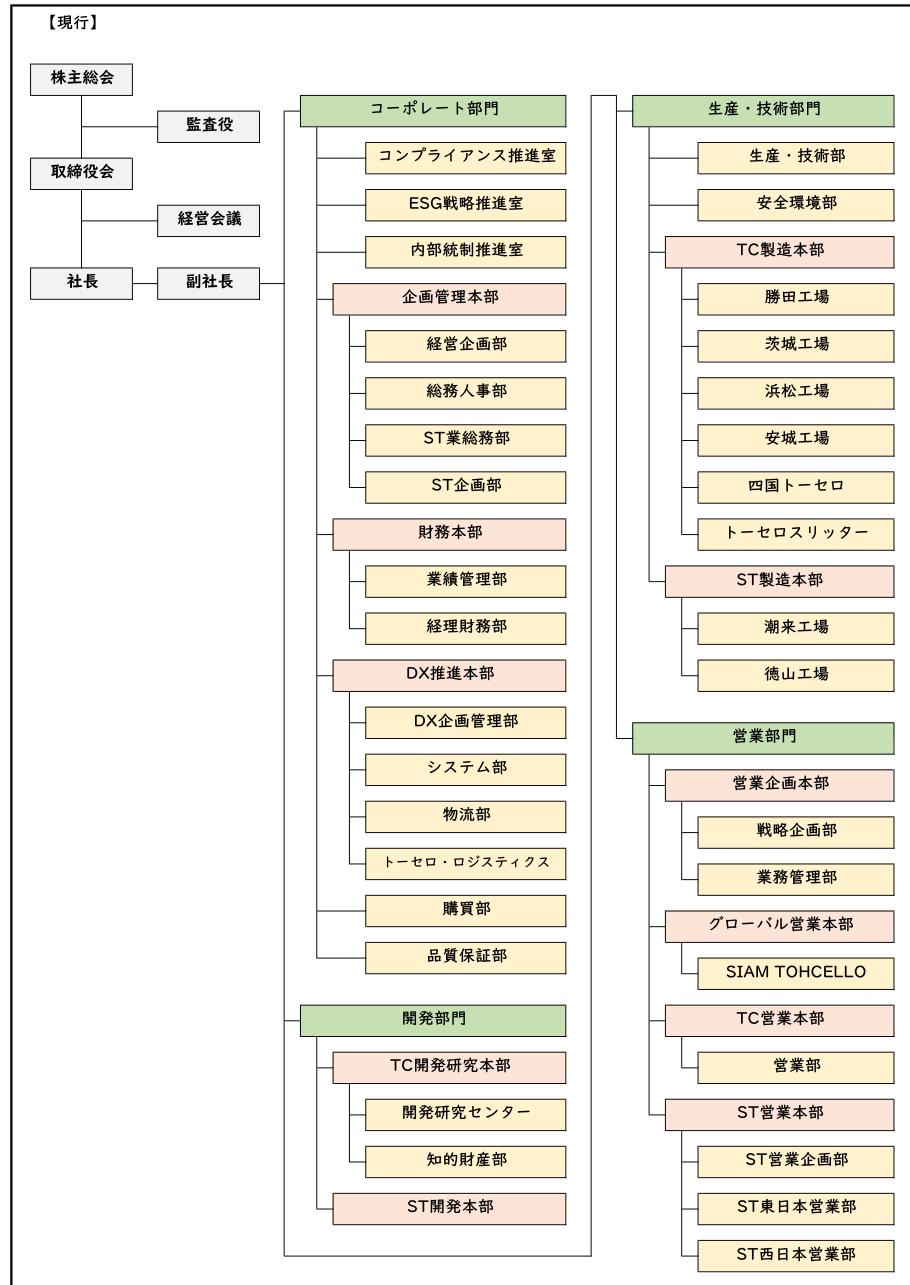 【現行】
株主総会
監査役
取締役会
経営会議
社長
副社長
コーポレート部門
コンプライアンス推進室
ESG戦略推進室
内部統制推進室
企画管理本部
経営企画部
総務人事部
ST業総務部
ST企画部
財務本部
業績管理部
経理財務部
DX推進本部
DX企画管理部
システム部
物流部
トーセロ・ロジスティクス
購買部
品質保証部
開発部門
TC開発研究本部
開発研究センター
知的財産部
ST開発本部
生産・技術部門
生産・技術部
安全環境部
TC製造本部
勝田工場
茨城工場
浜松工場
安城工場
四国トーセロ
トーセロスリッター
ST製造本部
潮来工場
徳山工場
営業部門
営業企画本部
戦略企画部
業務管理部
グローバル営業本部
SIAM TOHCELLO
TC営業本部
営業部
ST営業本部
ST営業企画部
ST東日本営業部
ST西日本営業部